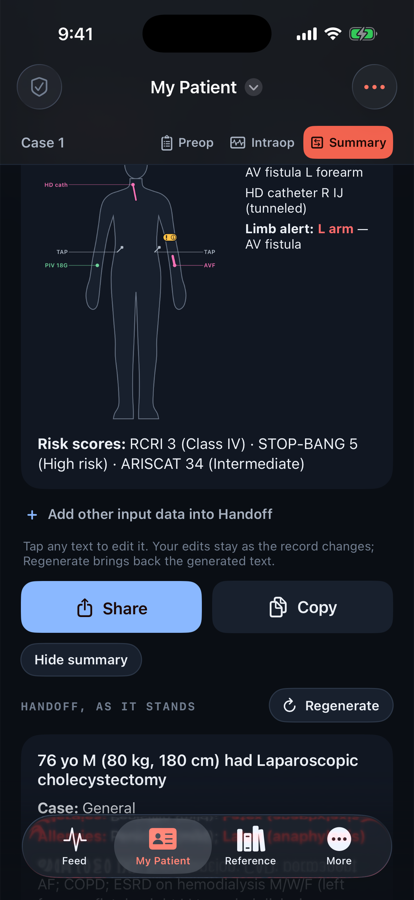 9:41
My Patient
Case 1
Preop
Intraop
Summary
HD cath
AV fistula L forearm
HD catheter R IJ
(tunneled)
Limb alert: L arm —
AV fistula
TAP
TAP
PIV 18G
AVF
Risk scores: RCRI 3 (Class IV) · STOP-BANG 5
(High risk) · ARISCAT 34 (Intermediate)
+ Add other input data into Handoff
Tap any text to edit it. Your edits stay as the record changes;
Regenerate brings back the generated text.
Share
Copy
Hide summary
HANDOFF, AS IT STANDS
Regenerate
76 yo M (80 kg, 180 cm) had Laparoscopic
cholecystectomy
Case: General
Allergies: (anaphylaxis)
Feed
My Patient
Reference
More
AF; COPD; ESRD on hemodialysis M/W/F (left